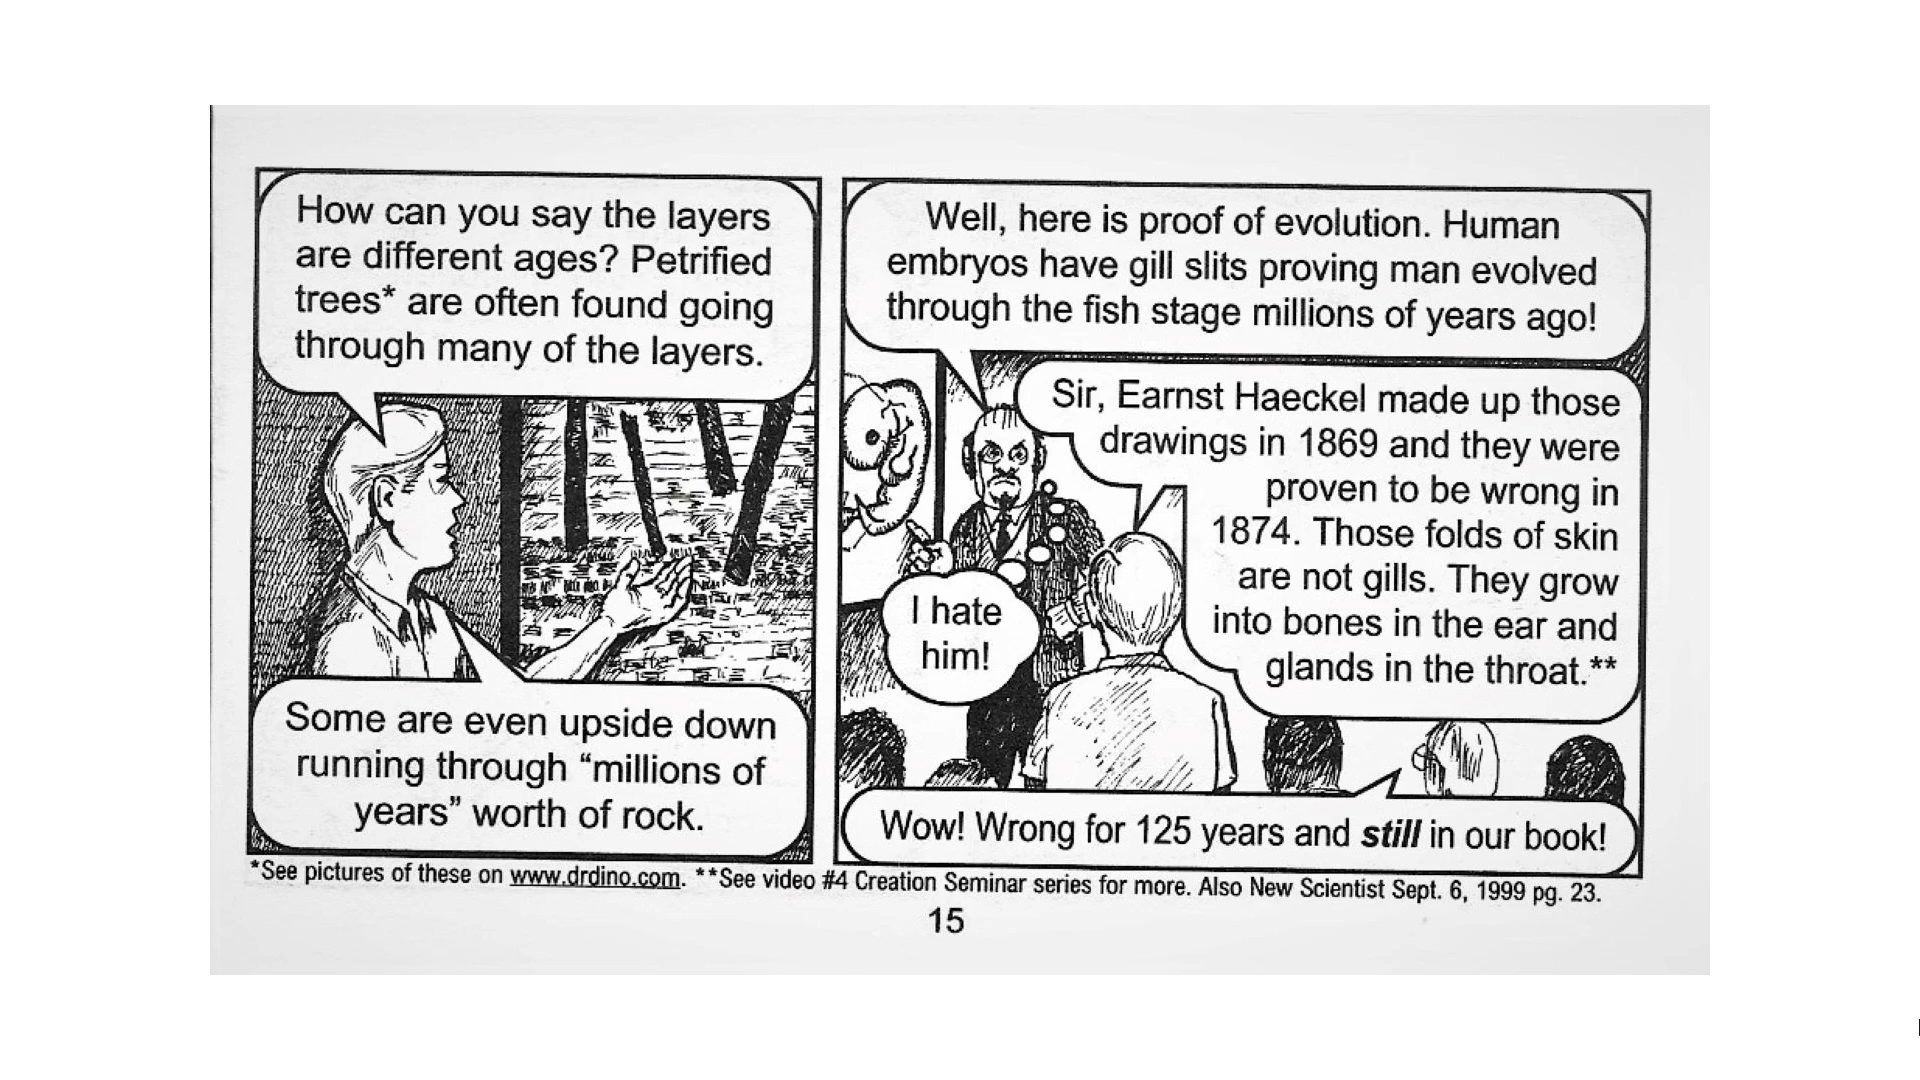 How can you say the layers
are different ages? Petrified
trees* are often found going
through many of the layers.
Some are even upside down
running through “millions of
years” worth of rock.
Well, here is proof of evolution. Human
embryos have gill slits proving man evolved
through the fish stage millions of years ago!
Sir, Earnst Haeckel made up those
drawings in 1869 and they were
proven to be wrong in
1874. Those folds of skin
are not gills. They grow
into bones in the ear and
glands in the throat.**
I hate
him!
Wow! Wrong for 125 years and still in our book!
*See pictures of these on www.drdino.com. **See video #4 Creation Seminar series for more. Also New Scientist Sept. 6, 1999 pg. 23.
15